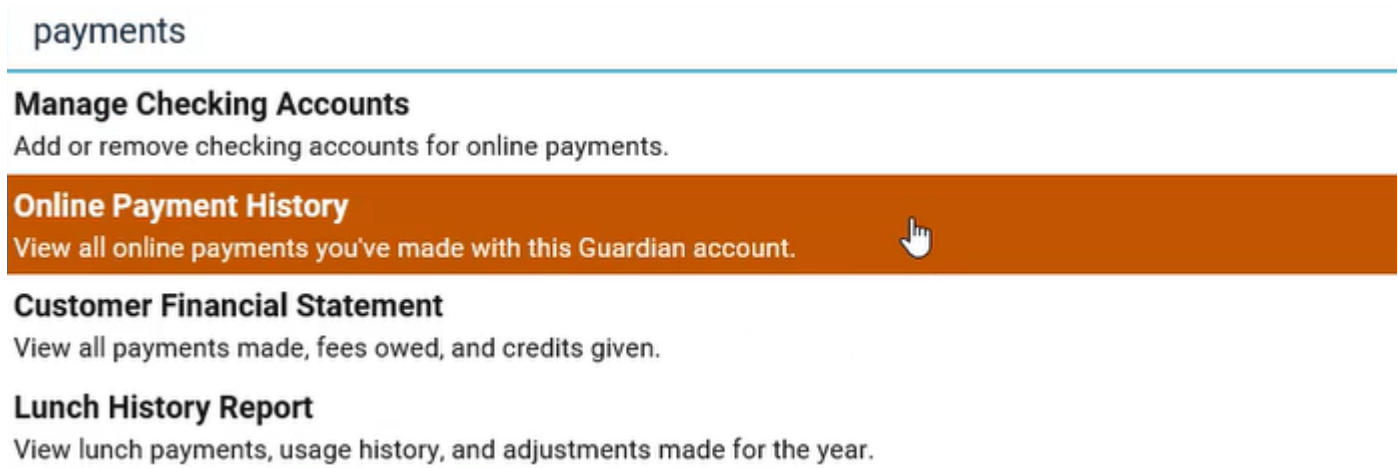 payments
Manage Checking Accounts
Add or remove checking accounts for online payments.
Online Payment History
View all online payments you've made with this Guardian account.
Customer Financial Statement
View all payments made, fees owed, and credits given.
Lunch History Report
View lunch payments, usage history, and adjustments made for the year.